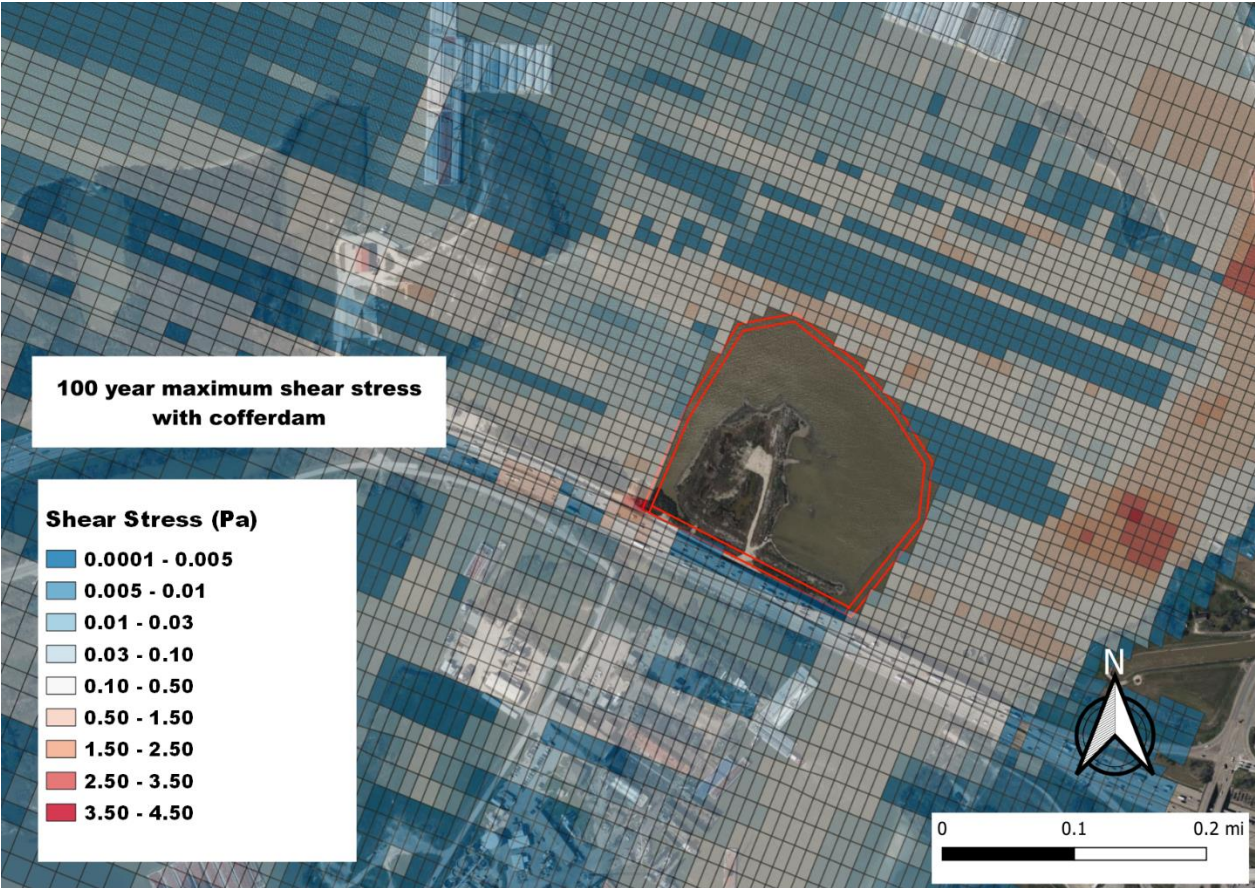 100 year maximum shear stress
with cofferdam
Shear Stress (Pa)
0.0001 - 0.005
0.005 - 0.01
0.01 - 0.03
0.03 - 0.10
0.10 - 0.50
0.50 - 1.50
1.50 - 2.50
2.50 - 3.50
3.50 - 4.50
N
0 0.1 0.2 mi